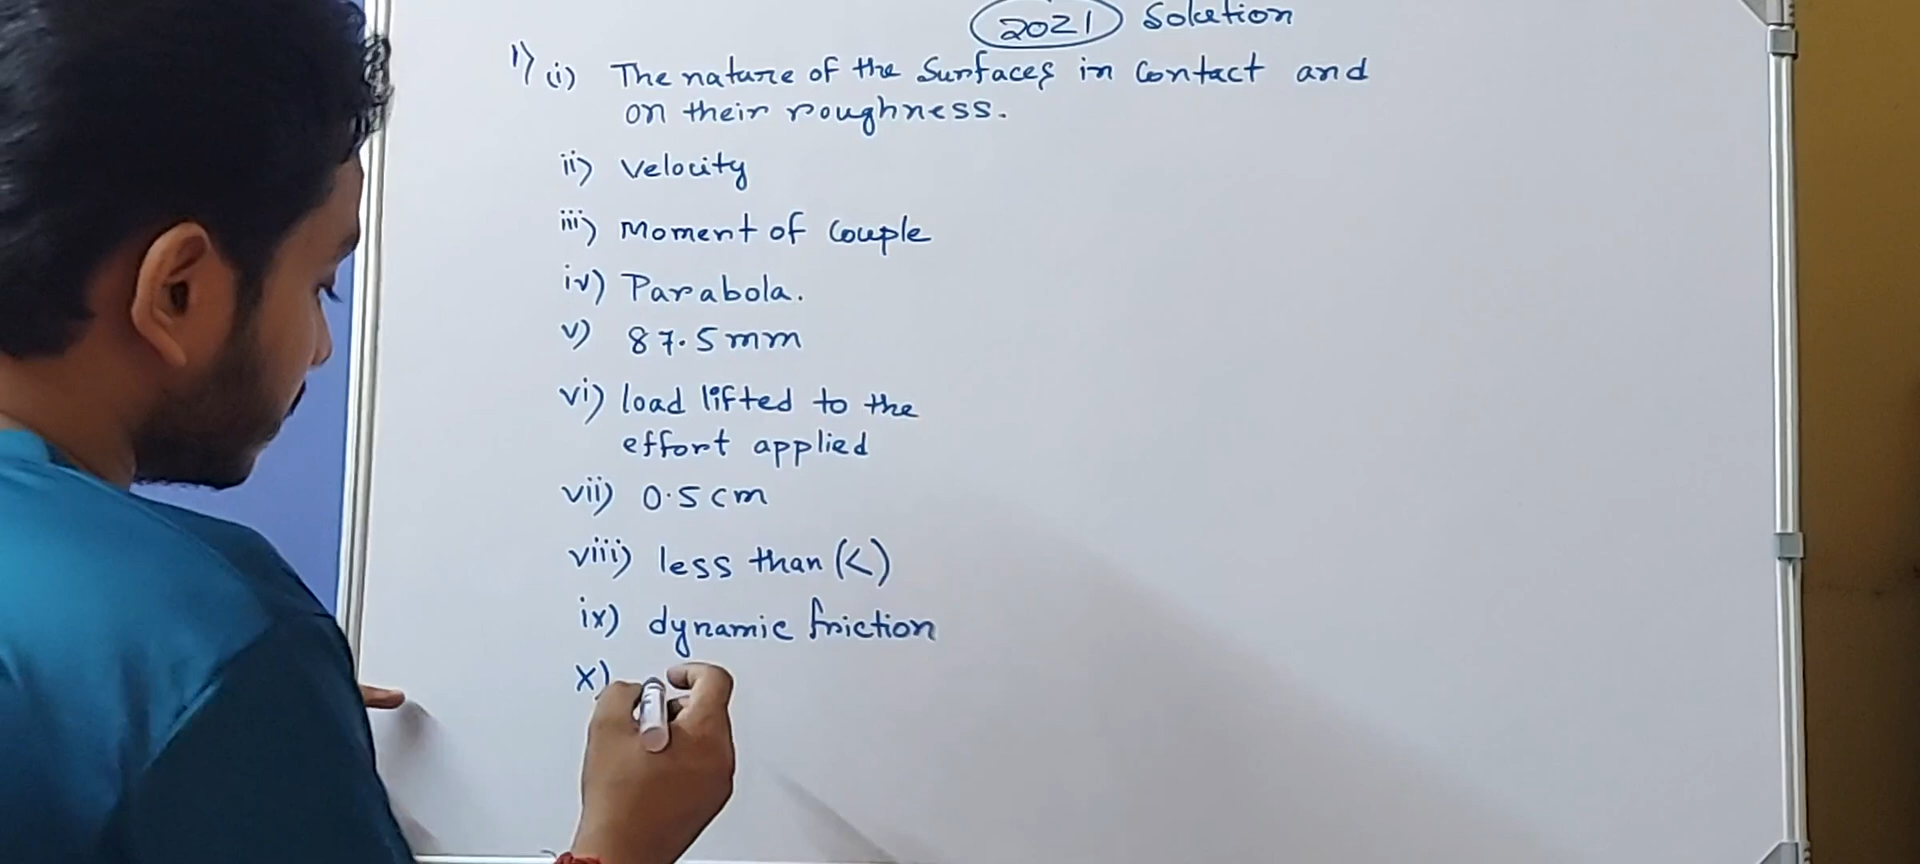 2021 Solution
1) (i) The nature of the surfaces in contact and
on their roughness.
ii) Velocity
iii) Moment of couple
iv) Parabola.
v) 87.5mm
vi) load lifted to the
effort applied
vii) 0.5cm
viii) less than (<)
ix) dynamic friction
x)